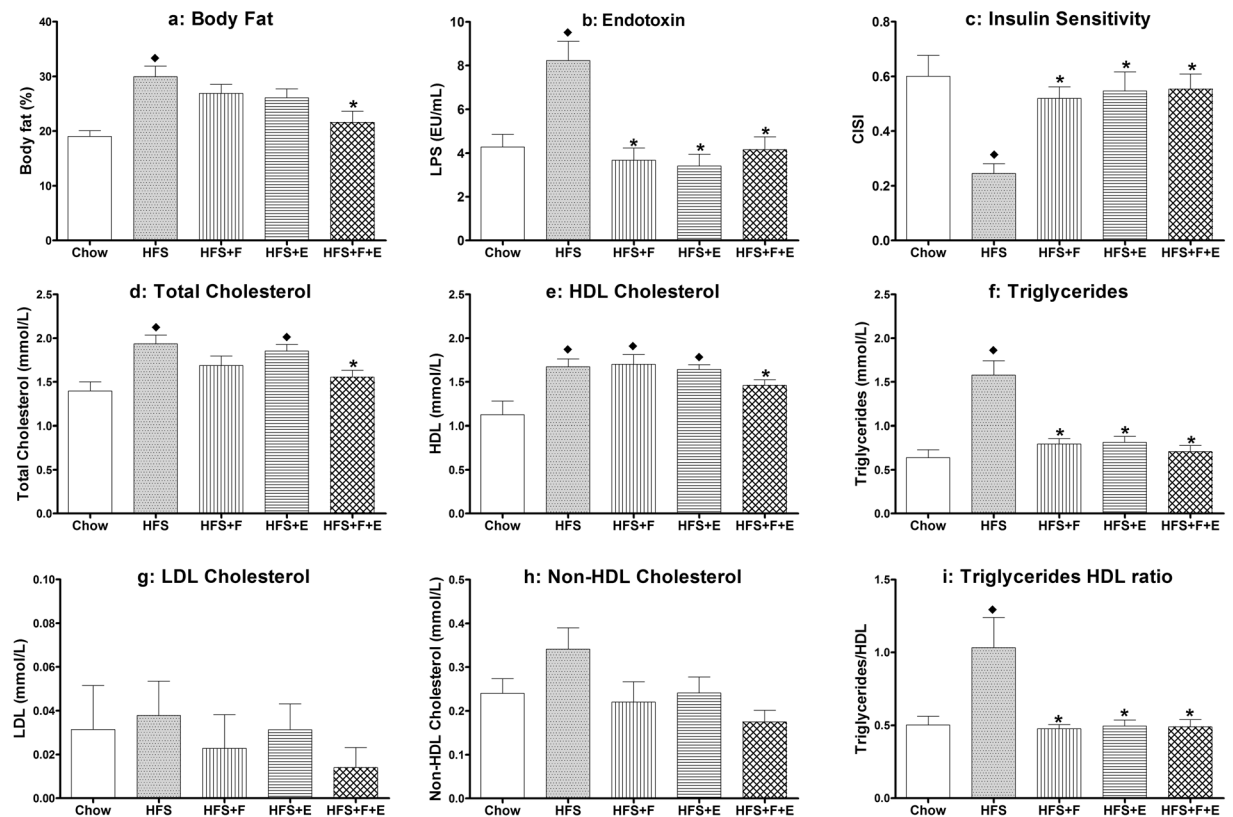 a: Body Fat
Body fat (%)
40
30
20
10
0
◆
*
Chow HFS HFS+F HFS+E HFS+F+E
b: Endotoxin
LPS (EU/mL)
10
8
6
4
2
0
◆
* * *
Chow HFS HFS+F HFS+E HFS+F+E
c: Insulin Sensitivity
CISI
0.8
0.6
0.4
0.2
0.0
◆
* * *
Chow HFS HFS+F HFS+E HFS+F+E
d: Total Cholesterol
Total Cholesterol (mmol/L)
2.5
2.0
1.5
1.0
0.5
0.0
◆ ◆
*
Chow HFS HFS+F HFS+E HFS+F+E
e: HDL Cholesterol
HDL (mmol/L)
2.5
2.0
1.5
1.0
0.5
0.0
◆ ◆ ◆
*
Chow HFS HFS+F HFS+E HFS+F+E
f: Triglycerides
Triglycerides (mmol/L)
2.5
2.0
1.5
1.0
0.5
0.0
◆
* * *
Chow HFS HFS+F HFS+E HFS+F+E
g: LDL Cholesterol
LDL (mmol/L)
0.10
0.08
0.06
0.04
0.02
0.00
Chow HFS HFS+F HFS+E HFS+F+E
h: Non-HDL Cholesterol
Non-HDL Cholesterol (mmol/L)
0.5
0.4
0.3
0.2
0.1
0.0
Chow HFS HFS+F HFS+E HFS+F+E
i: Triglycerides HDL ratio
Triglycerides/HDL
1.5
1.0
0.5
0.0
◆
* * *
Chow HFS HFS+F HFS+E HFS+F+E